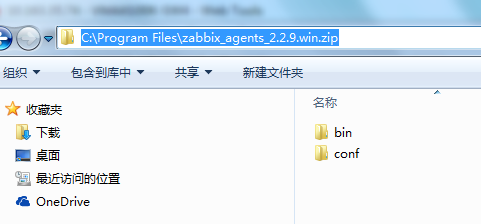 C:\Program Files\zabbix_agents_2.2.9.win.zip
组织 包含到库中 共享 新建文件夹
收藏夹
下载
桌面
最近访问的位置
OneDrive
名称
bin
conf